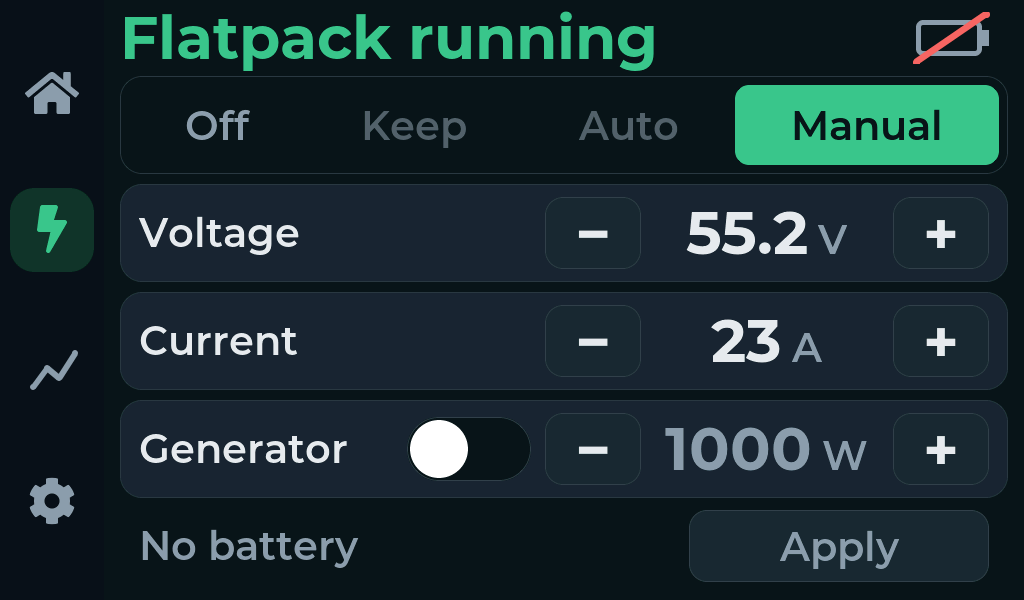 Flatpack running
Off Keep Auto Manual
Voltage − 55.2 V +
Current − 23 A +
Generator − 1000 W +
No battery Apply